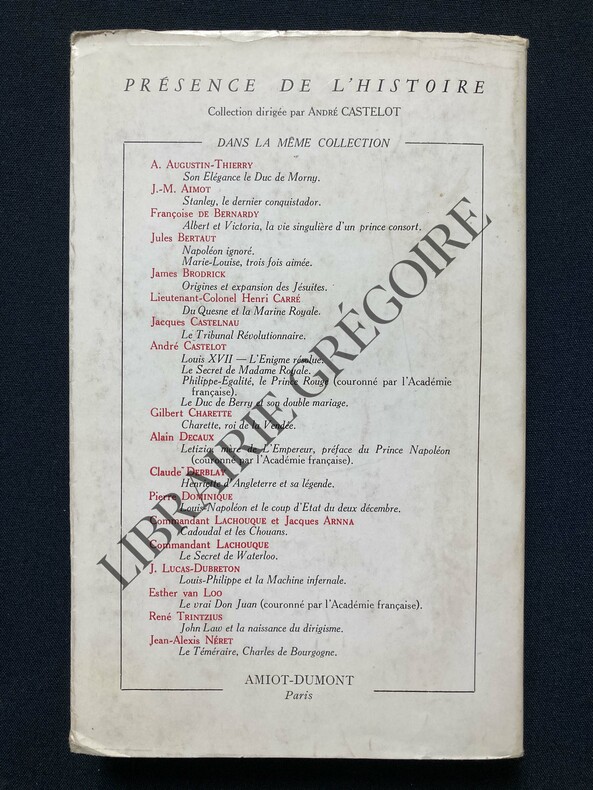 PRÉSENCE DE L'HISTOIRE
Collection dirigée par ANDRÉ CASTELOT
DANS LA MÊME COLLECTION
A. AUGUSTIN-THIERRY
Son Elégance le Duc de Morny.
J.-M. AIMOT
Stanley, le dernier conquistador.
Françoise DE BERNARDY
Albert et Victoria, la vie singulière d'un prince consort.
Jules BERTAUT
Napoléon ignoré.
Marie-Louise, trois fois aimée.
James BRODRICK
Origines et expansion des Jésuites.
Lieutenant-Colonel Henri CARRÉ
Du Quesne et la Marine Royale.
Jacques CASTELNAU
Le Tribunal Révolutionnaire.
André CASTELOT
Louis XVII — L'Enigme résolue.
Le Secret de Madame Royale.
Philippe-Egalité, le Prince Rouge (couronné par l'Académie
française).
Le Duc de Berry et son double mariage.
Gilbert CHARETTE
Charette, roi de la Vendée.
Alain DECAUX
Letizia, mère de L'Empereur, préface du Prince Napoléon
(couronné par l'Académie française).
Claude DERBLAY
Henriette d'Angleterre et sa légende.
Pierre DOMINIQUE
Louis-Napoléon et le coup d'Etat du deux décembre.
Commandant LACHOUQUE et Jacques ARNNA
Cadoudal et les Chouans.
Commandant LACHOUQUE
Le Secret de Waterloo.
J. LUCAS-DUBRETON
Louis-Philippe et la Machine infernale.
Esther van LOO
Le vrai Don Juan (couronné par l'Académie française).
René TRINTZIUS
John Law et la naissance du dirigisme.
Jean-Alexis NÉRET
Le Téméraire, Charles de Bourgogne.
AMIOT-DUMONT
Paris
LIBRAIRIE GRÉGOIRE